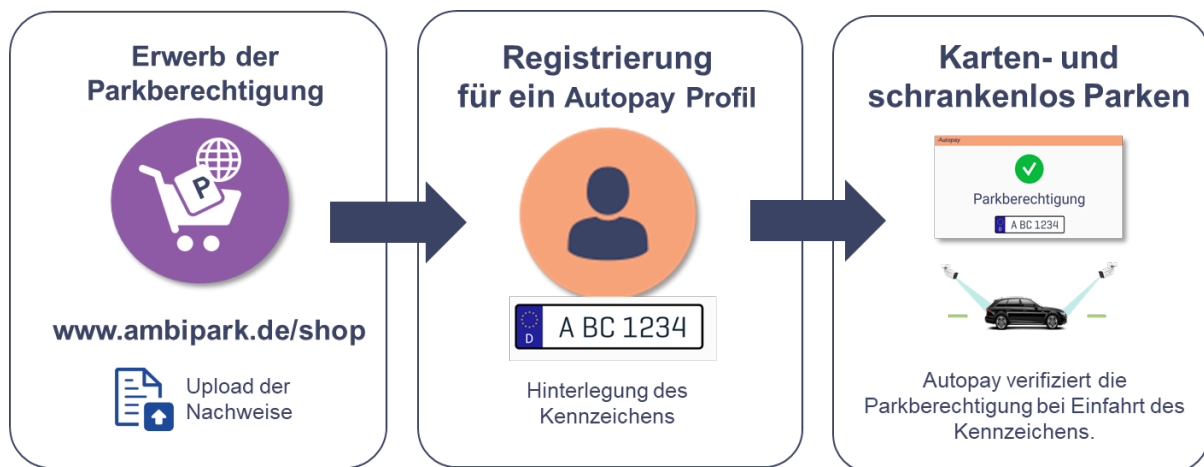 Erwerb der
Parkberechtigung
P
www.ambipark.de/shop
Upload der
Nachweise
Registrierung
für ein Autopay Profil
D
A BC 1234
Hinterlegung des
Kennzeichens
Karten- und
schrankenlos Parken
Autopay
Parkberechtigung
D
A BC 1234
Autopay verifiziert die
Parkberechtigung bei Einfahrt des
Kennzeichens.